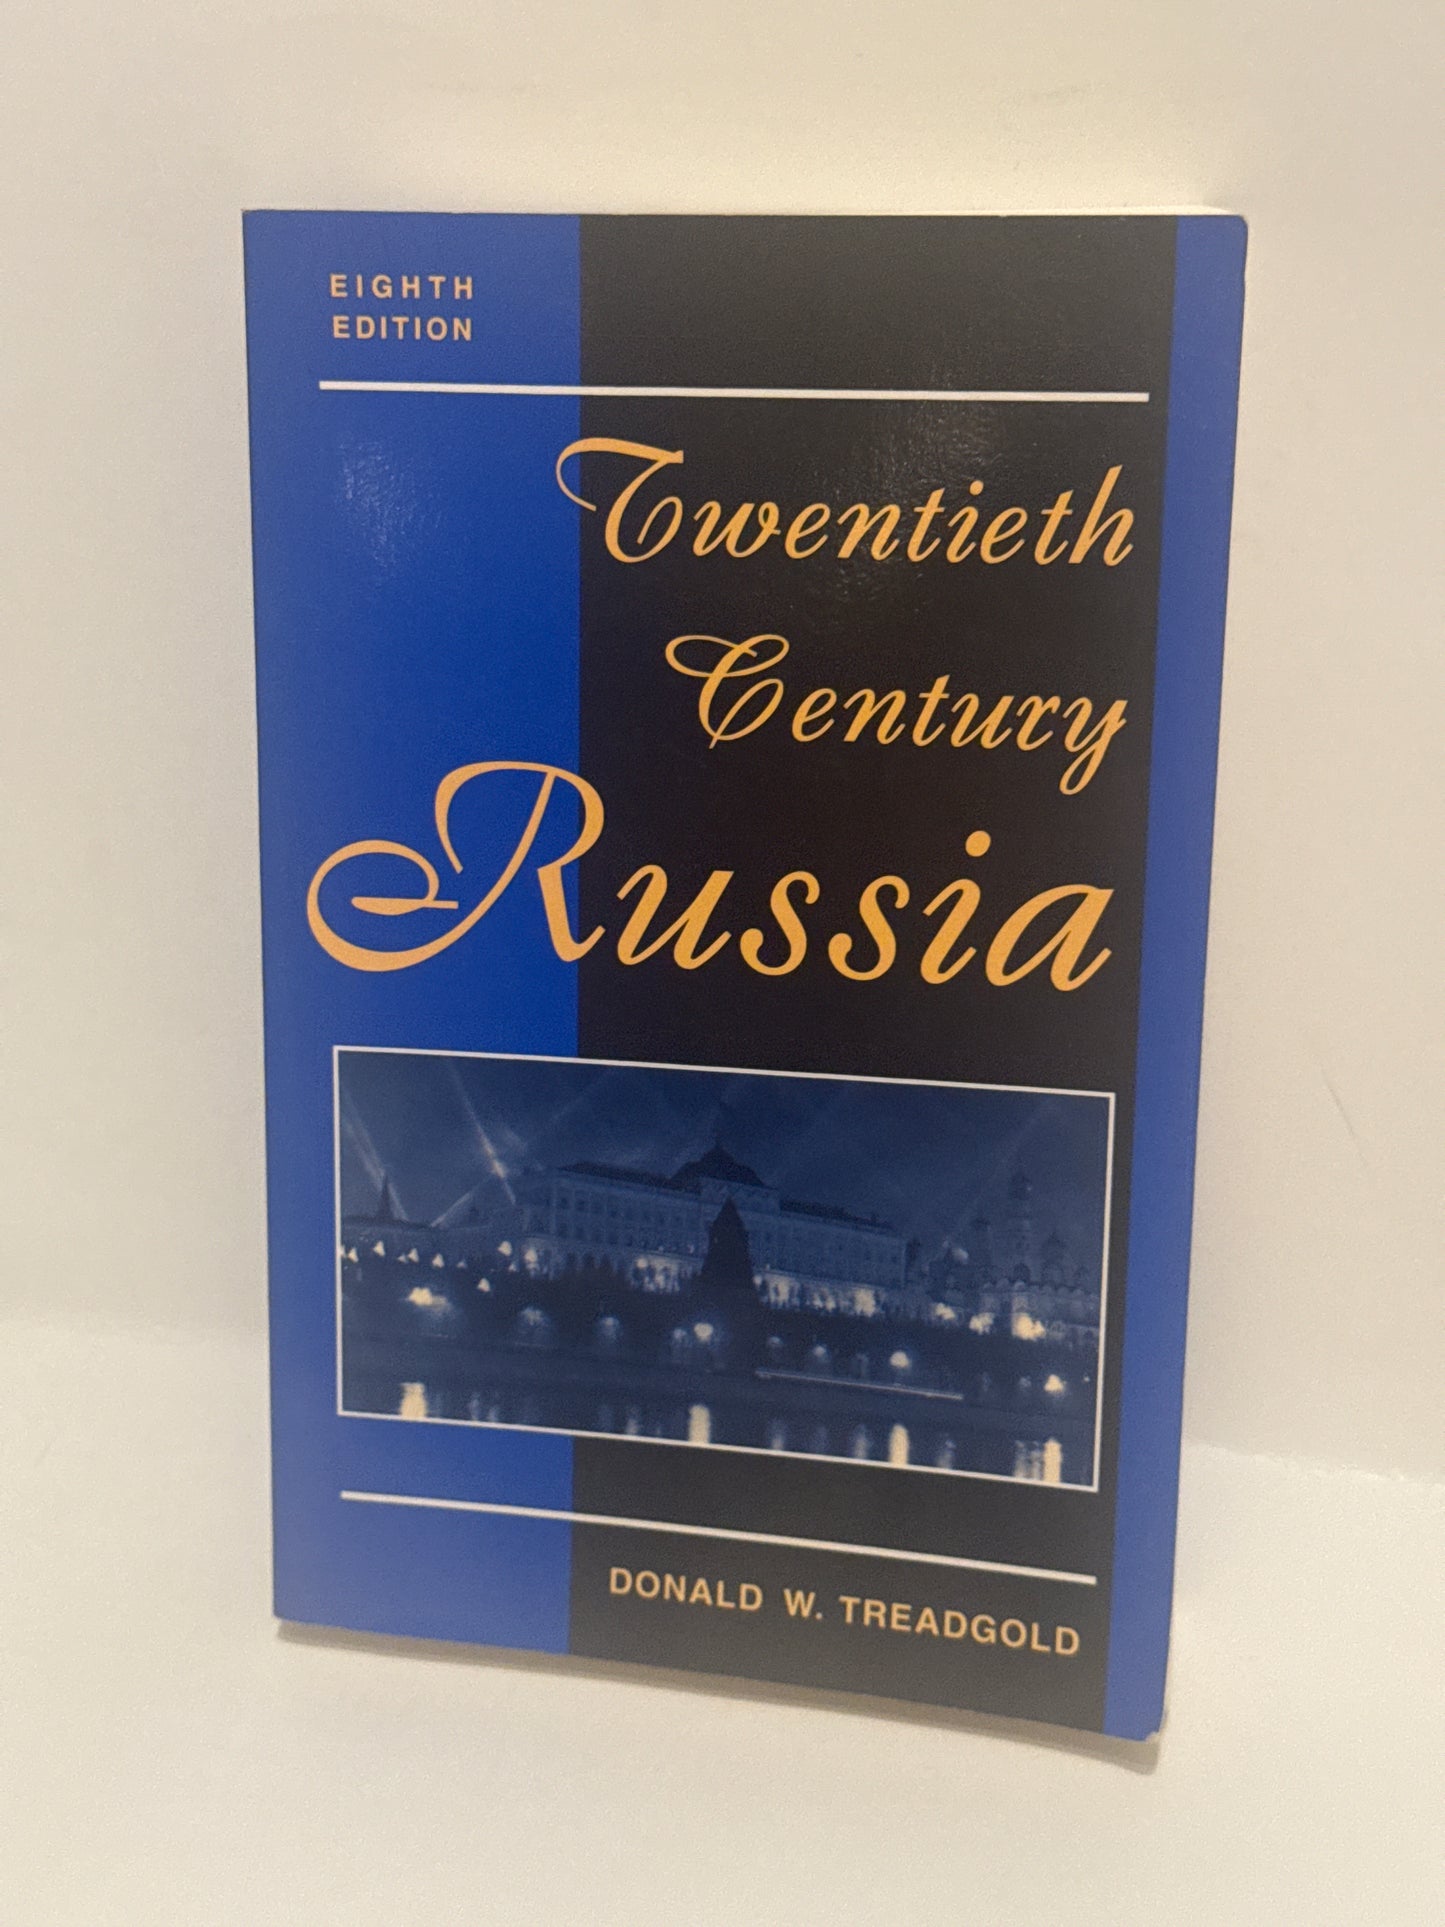 EIGHTH
EDITION
Twentieth
Century
Russia
DONALD W. TREADGOLD